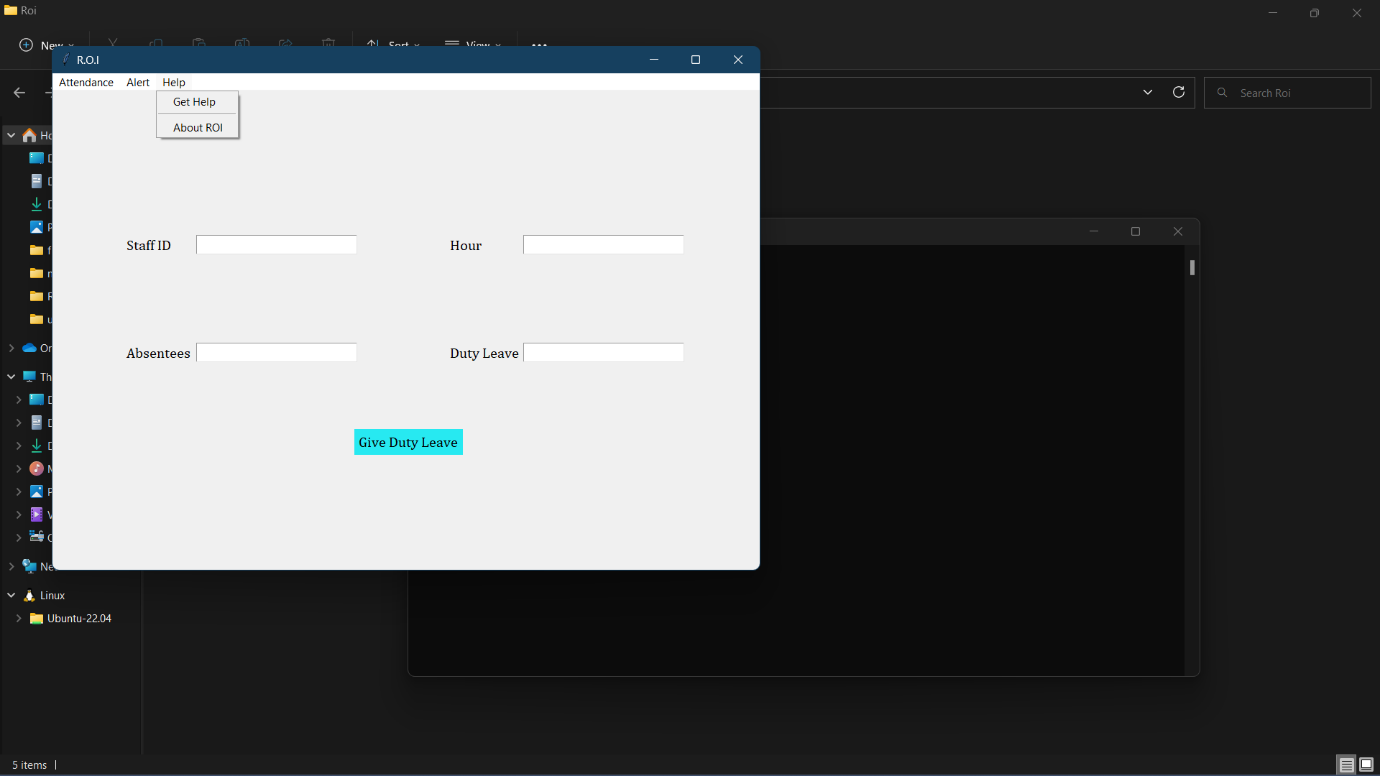 Roi
New
Sort
View
R.O.I
Attendance Alert Help
Get Help
About ROI
Search Roi
Staff ID
Hour
Absentees
Duty Leave
Give Duty Leave
Linux
Ubuntu-22.04
5 items